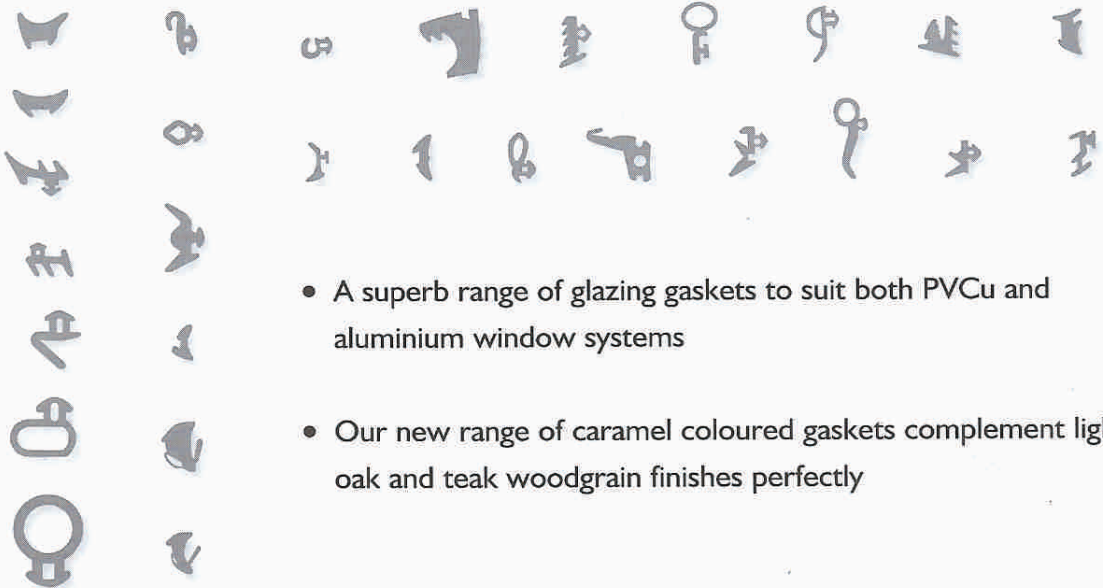 • A superb range of glazing gaskets to suit both PVCu and
aluminium window systems
• Our new range of caramel coloured gaskets complement lig
oak and teak woodgrain finishes perfectly